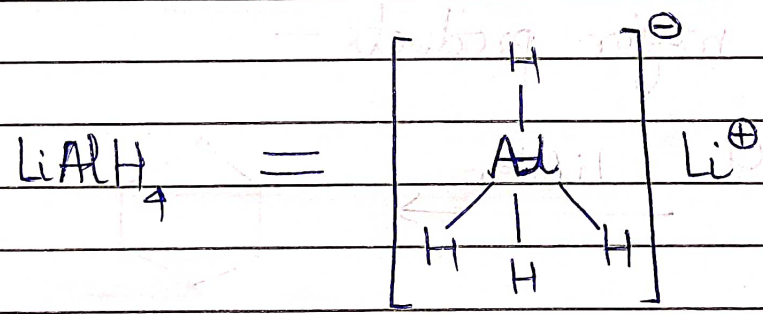 H ⊖
LiAlH₄ = [ Al ] Li⊕
H H H